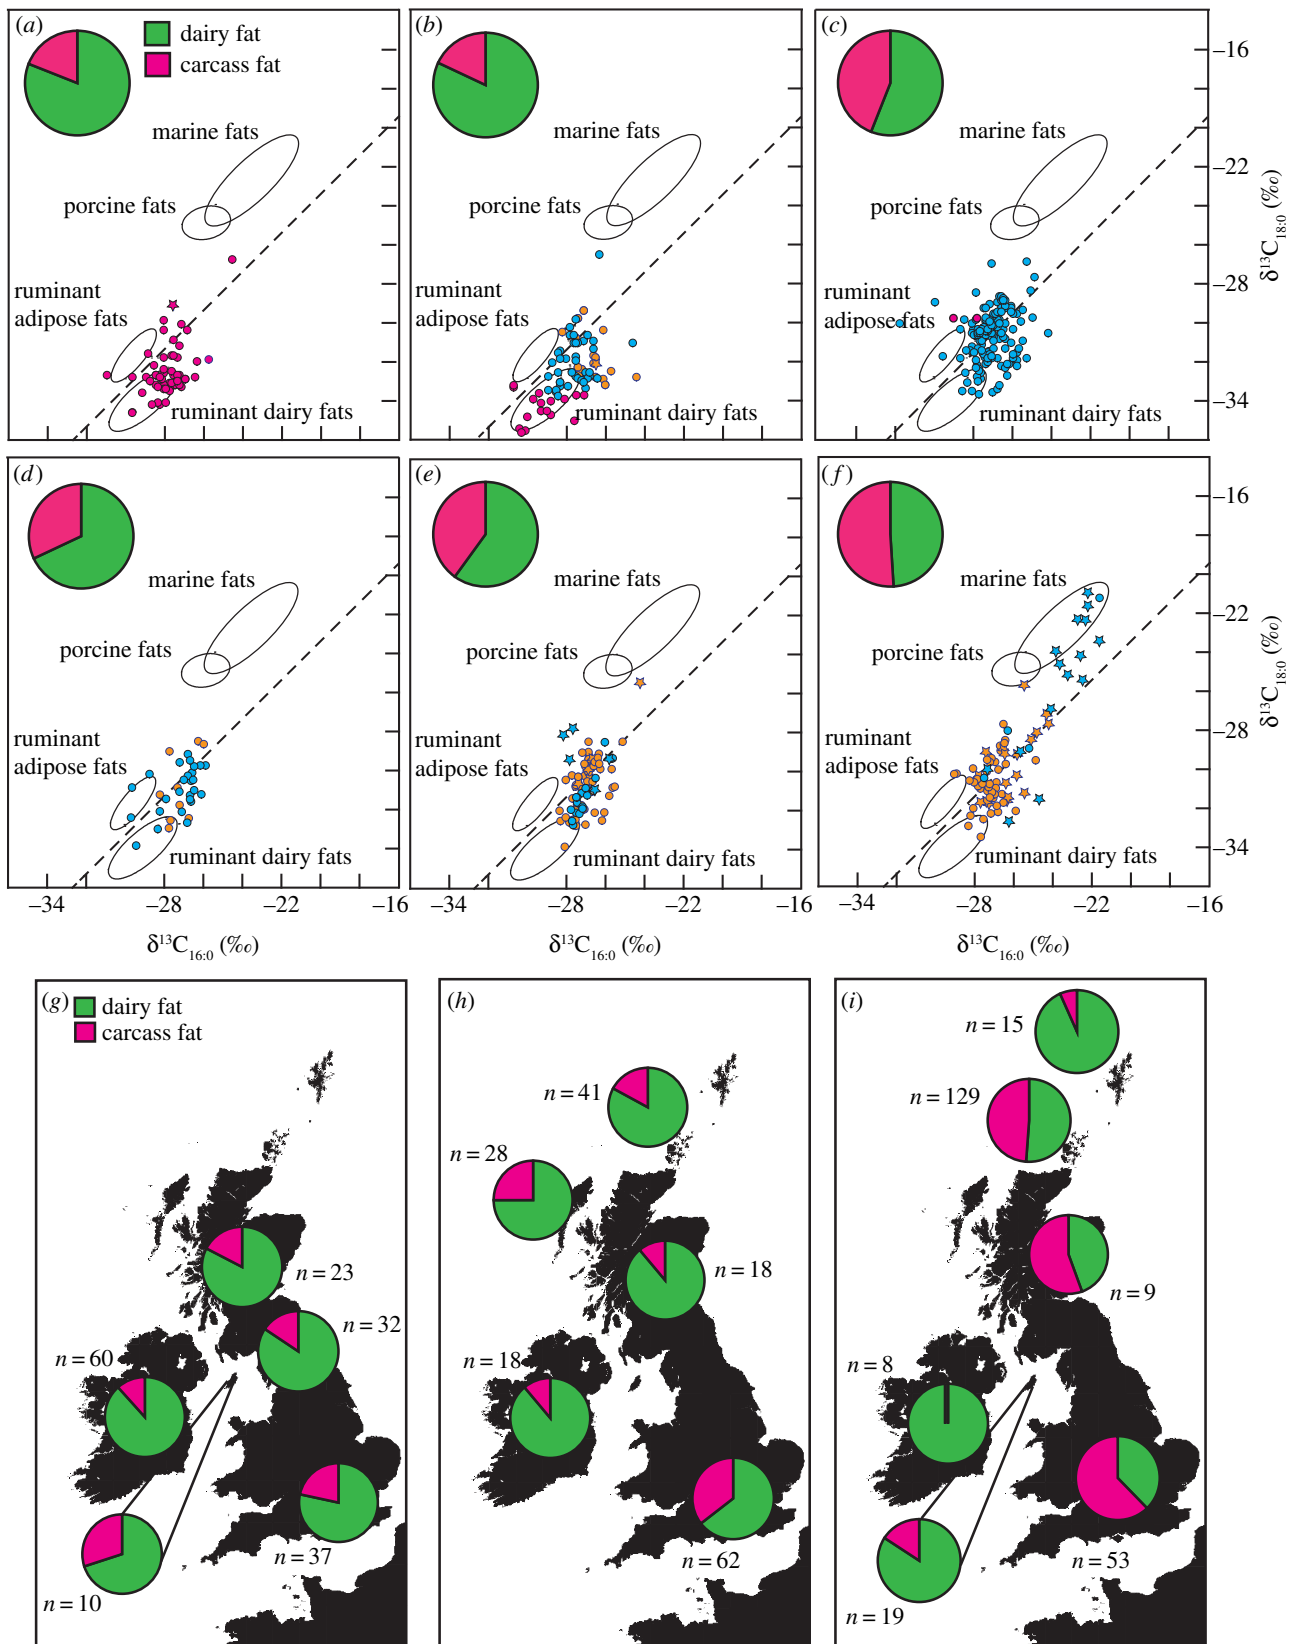 (a)
dairy fat
carcass fat
marine fats
porcine fats
ruminant
adipose fats
ruminant dairy fats
(b)
marine fats
porcine fats
ruminant
adipose fats
ruminant dairy fats
(c)
marine fats
porcine fats
ruminant
adipose fats
ruminant dairy fats
–16
–22
–28
–34
δ13C18:0 (‰)
(d)
marine fats
porcine fats
ruminant
adipose fats
ruminant dairy fats
–34
–28
–22
–16
δ13C16:0 (‰)
(e)
marine fats
porcine fats
ruminant
adipose fats
ruminant dairy fats
–28
–22
–16
δ13C16:0 (‰)
(f)
marine fats
porcine fats
ruminant
adipose fats
ruminant dairy fats
–34
–28
–22
–16
δ13C16:0 (‰)
–16
–22
–28
–34
δ13C18:0 (‰)
(g)
dairy fat
carcass fat
n = 23
n = 32
n = 60
n = 37
n = 10
(h)
n = 41
n = 28
n = 18
n = 18
n = 62
(i)
n = 15
n = 129
n = 9
n = 8
n = 53
n = 19